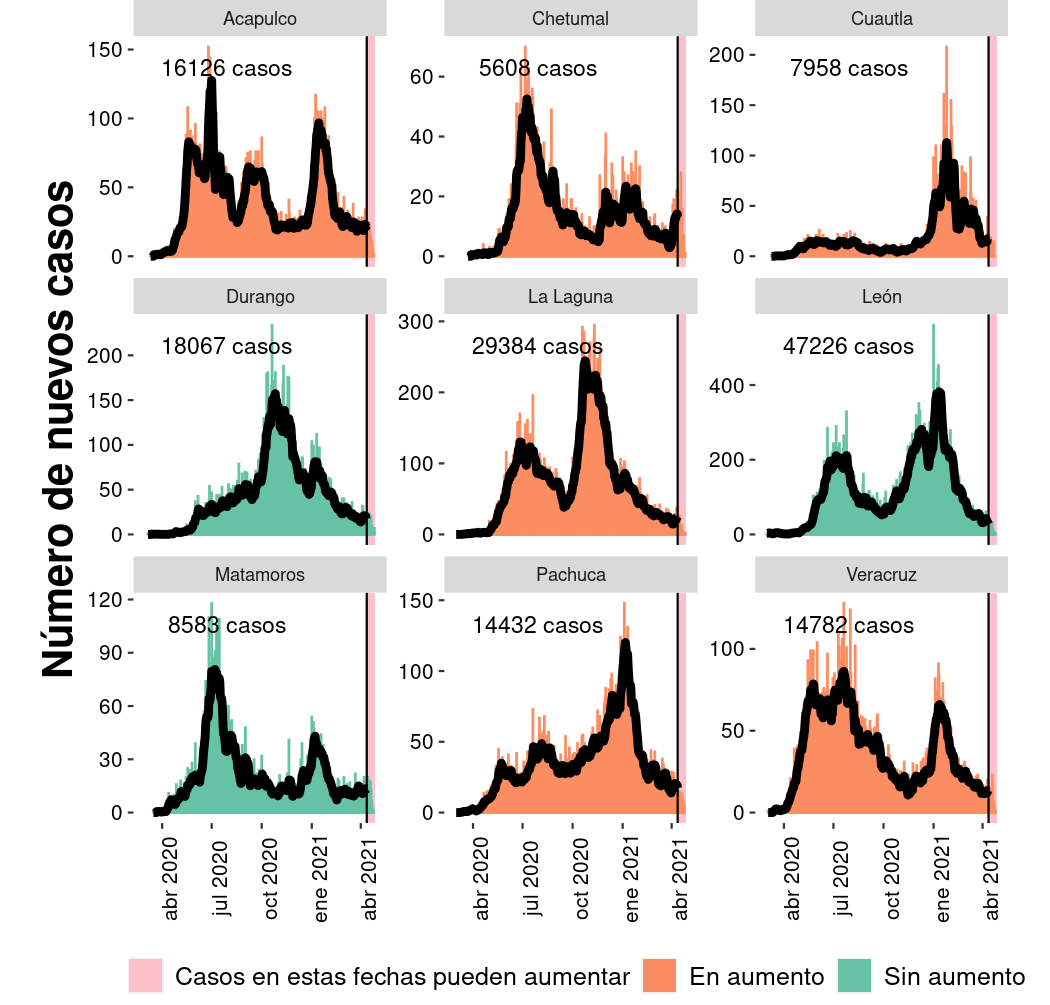 Número de nuevos casos
Acapulco
Chetumal
Cuautla
150
100
50
0
16126 casos
60
40
20
0
5608 casos
200
150
100
50
0
7958 casos
Durango
La Laguna
León
200
150
100
50
0
18067 casos
300
200
100
0
29384 casos
400
200
0
47226 casos
Matamoros
Pachuca
Veracruz
120
90
60
30
0
8583 casos
150
100
50
0
14432 casos
100
50
0
14782 casos
abr 2020
jul 2020
oct 2020
ene 2021
abr 2021
abr 2020
jul 2020
oct 2020
ene 2021
abr 2021
abr 2020
jul 2020
oct 2020
ene 2021
abr 2021
Casos en estas fechas pueden aumentar
En aumento
Sin aumento